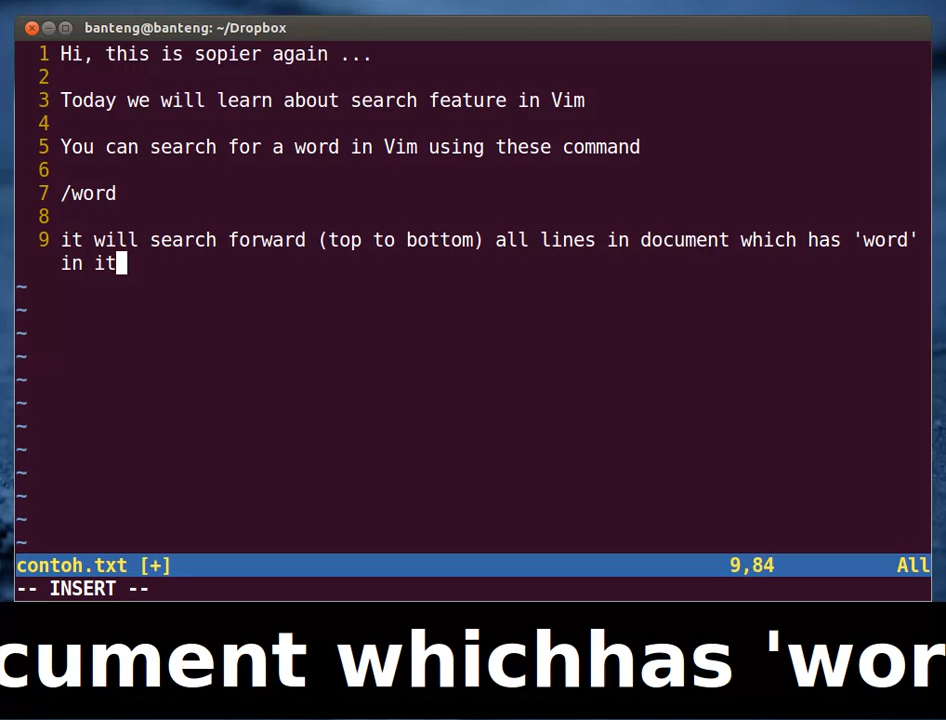 banteng@banteng: ~/Dropbox
1 Hi, this is sopier again ...
2
3 Today we will learn about search feature in Vim
4
5 You can search for a word in Vim using these command
6
7 /word
8
9 it will search forward (top to bottom) all lines in document which has 'word'
in it
~
~
~
~
~
~
~
~
~
~
~
~
contoh.txt [+] 9,84 All
-- INSERT --
cument whichhas 'wor